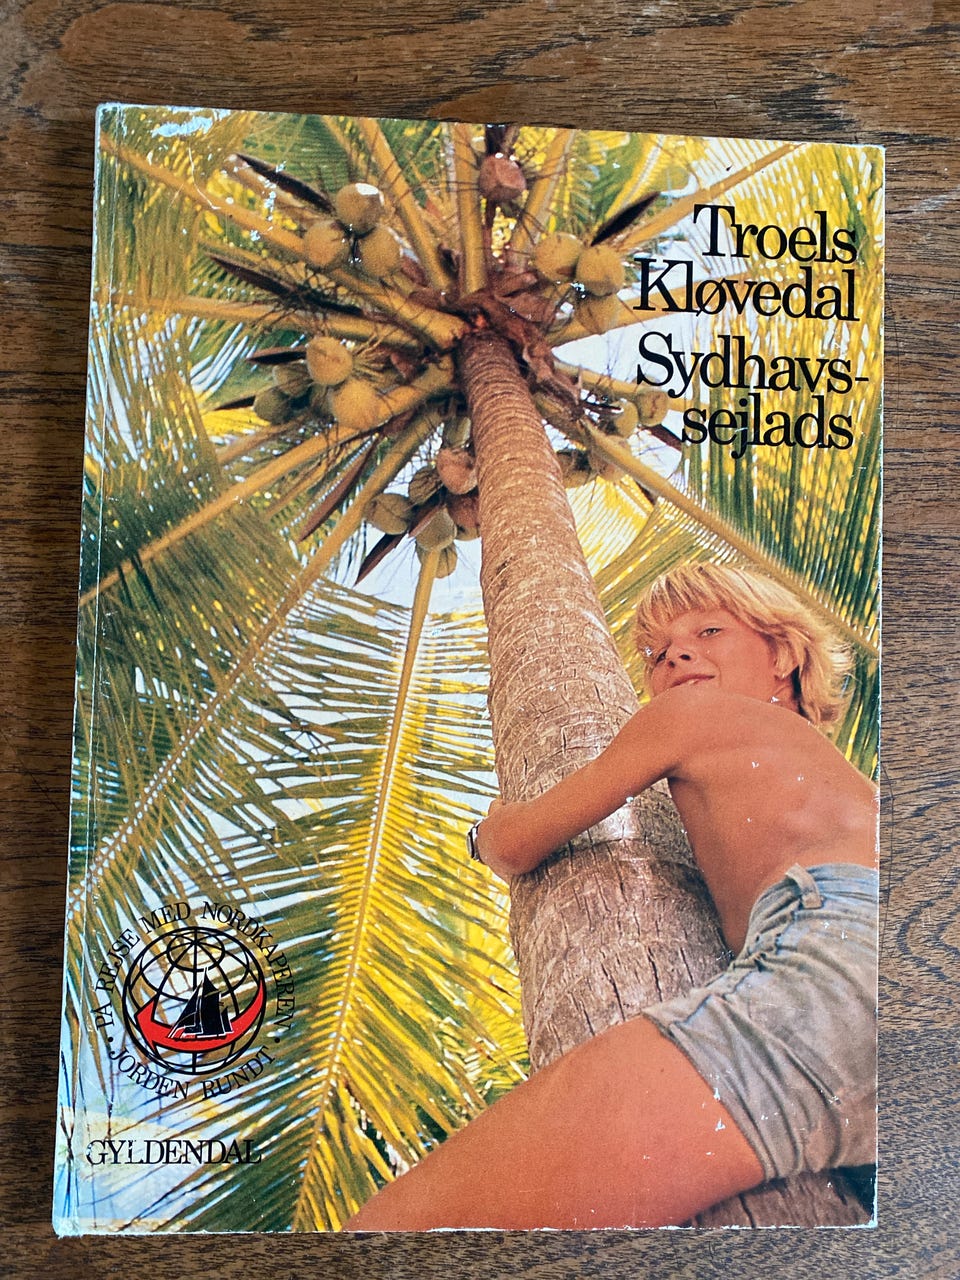 Troels
Kløvedal
Sydhavs-
sejlads
PÅ REJSE MED NORDKAPEREN
• JORDEN RUNDT •
GYLDENDAL